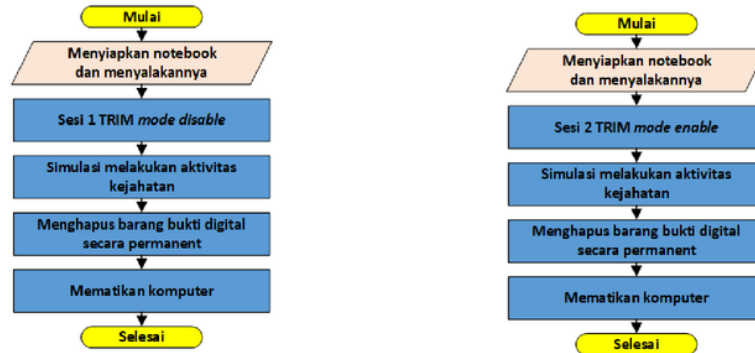 Mulai
Menyiapkan notebook
dan menyalakannya
Sesi 1 TRIM mode disable
Simulasi melakukan aktivitas
kejahatan
Menghapus barang bukti digital
secara permanent
Mematikan komputer
Selesai
Mulai
Menyiapkan notebook
dan menyalakannya
Sesi 2 TRIM mode enable
Simulasi melakukan aktivitas
kejahatan
Menghapus barang bukti digital
secara permanent
Mematikan komputer
Selesai